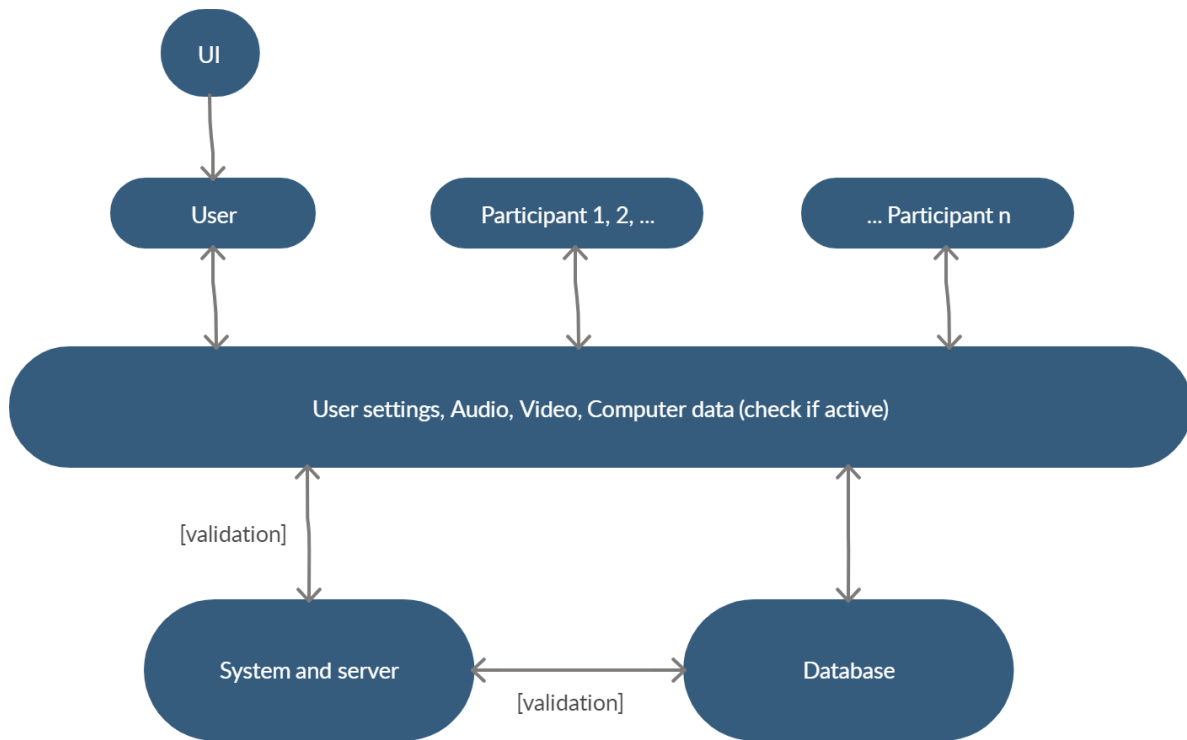 UI
User
Participant 1, 2, ...
... Participant n
User settings, Audio, Video, Computer data (check if active)
[validation]
System and server
Database
[validation]